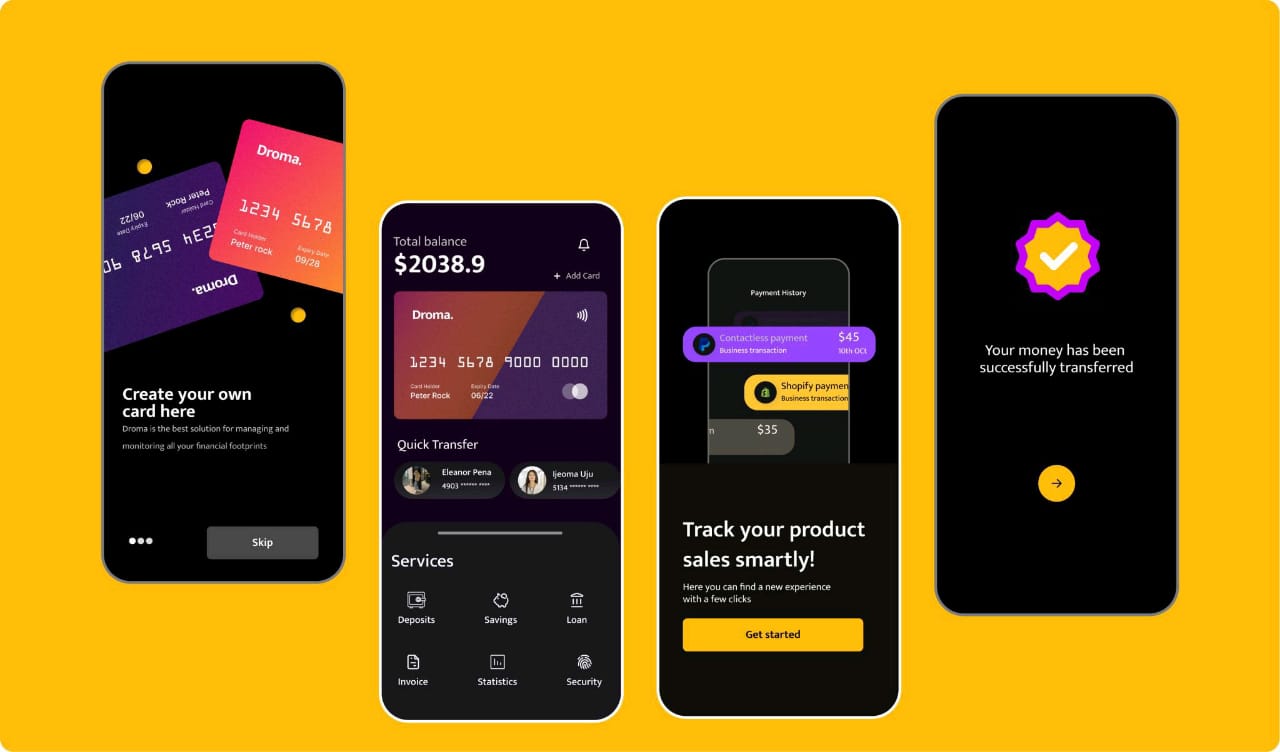 Droma.
1234 5678
Card Holder
Expiry Date
Peter rock
09/28
Peter Rock
Card Holder
06/22
Expiry Date
234 5678 90
Droma.
Create your own
card here
Droma is the best solution for managing and
monitoring all your financial footprints
Skip
Total balance
$2038.9
+ Add Card
Droma.
1234 5678 9000 0000
Card Holder
Expiry Date
Peter Rock
06/22
Quick Transfer
Eleanor Pena
4903 ****** ****
Ijeoma Uju
5134 ****** ****
Services
Deposits
Savings
Loan
Invoice
Statistics
Security
Payment History
Contactless payment
$45
Business transaction
10th OCt
Shopify paymen
Business transaction
n
$35
Track your product
sales smartly!
Here you can find a new experience
with a few clicks
Get started
Your money has been
successfully transferred